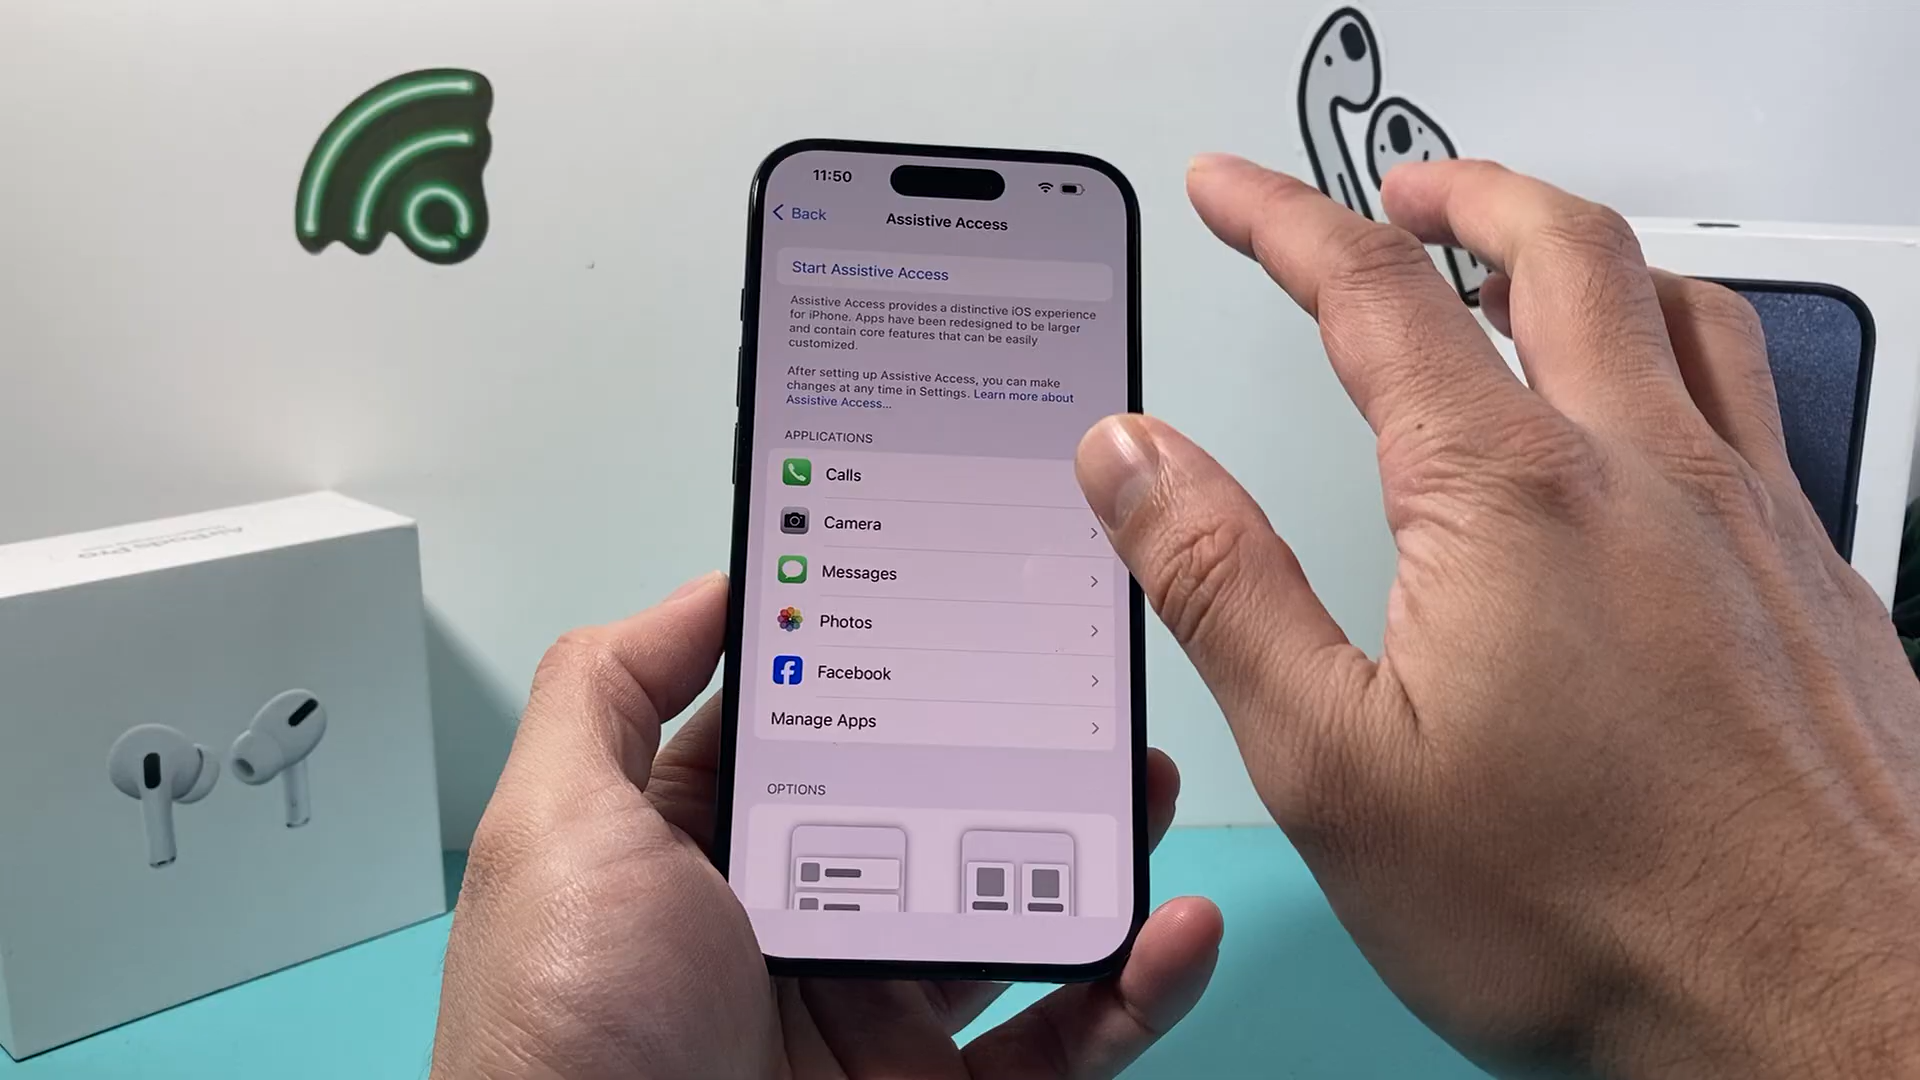 11:50
Back
Assistive Access
Start Assistive Access
Assistive Access provides a distinctive iOS experience
for iPhone. Apps have been redesigned to be larger
and contain core features that can be easily
customized.
After setting up Assistive Access, you can make
changes at any time in Settings. Learn more about
Assistive Access...
APPLICATIONS
Calls
Camera
Messages
Photos
Facebook
Manage Apps
OPTIONS
AirPods Pro